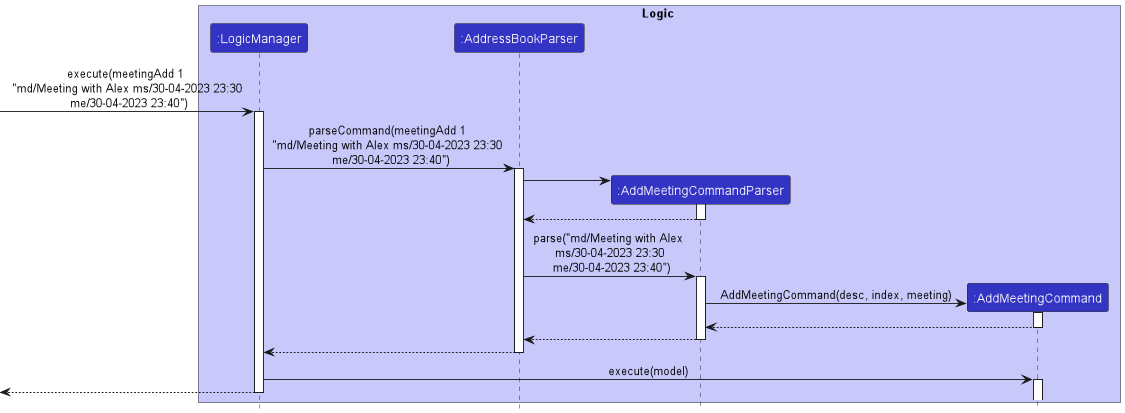 Logic
:LogicManager
:AddressBookParser
execute(meetingAdd 1
"md/Meeting with Alex ms/30-04-2023 23:30
me/30-04-2023 23:40")
parseCommand(meetingAdd 1
"md/Meeting with Alex ms/30-04-2023 23:30
me/30-04-2023 23:40")
:AddMeetingCommandParser
parse("md/Meeting with Alex
ms/30-04-2023 23:30
me/30-04-2023 23:40")
AddMeetingCommand(desc, index, meeting)
:AddMeetingCommand
execute(model)